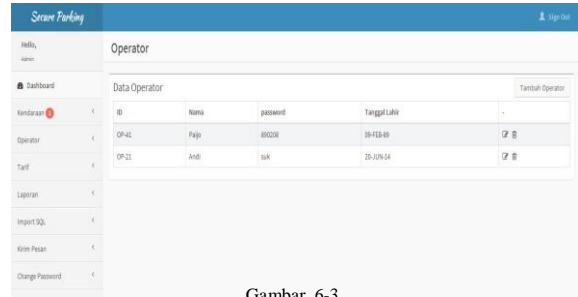 Secure Parking
Sign Out
Hello,
Admin
Operator
Dashboard
Data Operator
Tambah Operator
Kendaraan
ID Nama password Tanggal Lahir -
OP-41 Paijo 890208 09-FEB-89
Operator
OP-21 Andi suk 20-JUN-14
Tarif
Laporan
Import SQL
Kirim Pesan
Change Password
Gambar 6-3